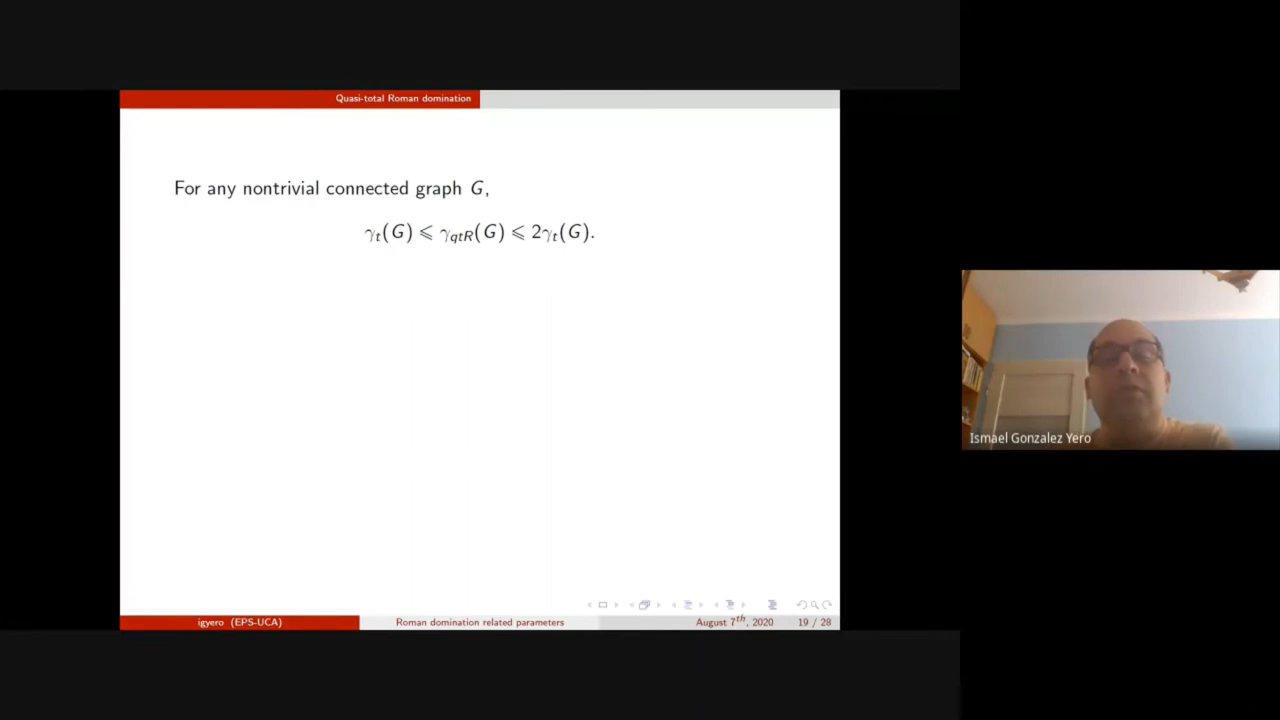 Quasi-total Roman domination
For any nontrivial connected graph G,
γt(G) ⩽ γqtR(G) ⩽ 2γt(G).
Ismael Gonzalez Yero
igyero (EPS-UCA) Roman domination related parameters August 7th, 2020 19 / 28